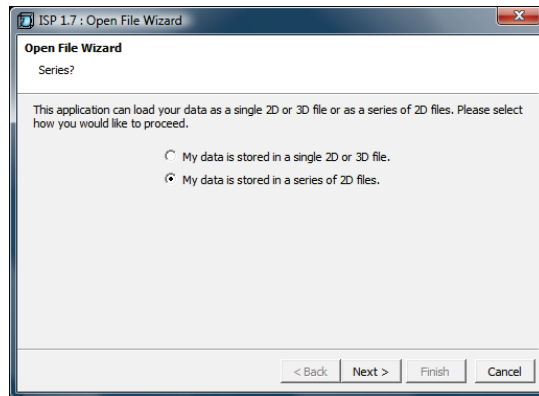 ISP 1.7 : Open File Wizard
Open File Wizard
Series?
This application can load your data as a single 2D or 3D file or as a series of 2D files. Please select
how you would like to proceed.
My data is stored in a single 2D or 3D file.
My data is stored in a series of 2D files.
< Back Next > Finish Cancel